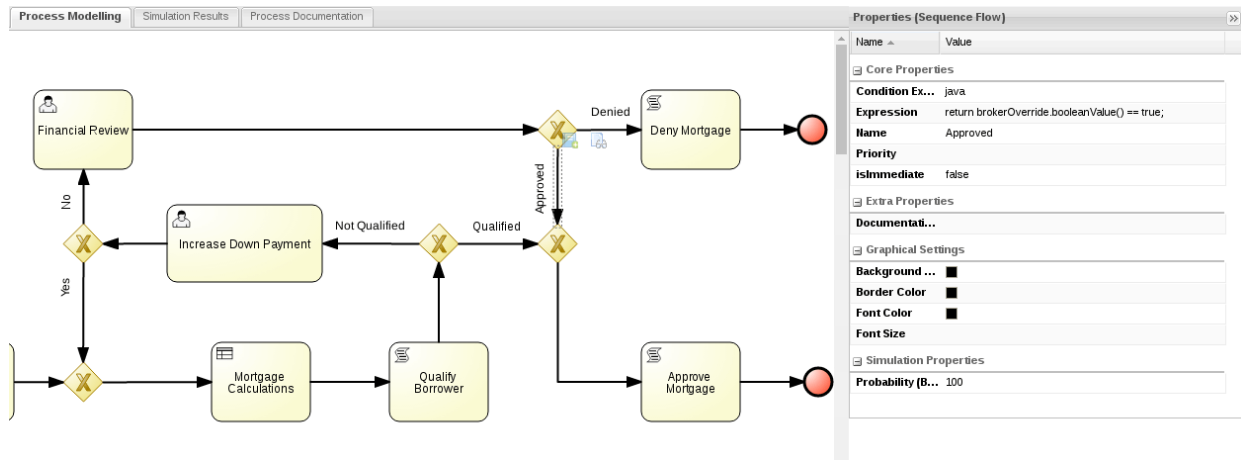 Process Modelling
Simulation Results
Process Documentation
Financial Review
Denied
Deny Mortgage
No
Approved
Increase Down Payment
Not Qualified
Qualified
Yes
Mortgage
Calculations
Qualify
Borrower
Approve
Mortgage
Properties (Sequence Flow)
Name
Value
Core Properties
Condition Ex... java
Expression return brokerOverride.booleanValue() == true;
Name Approved
Priority
isImmediate false
Extra Properties
Documentati...
Graphical Settings
Background ...
Border Color
Font Color
Font Size
Simulation Properties
Probability (B... 100